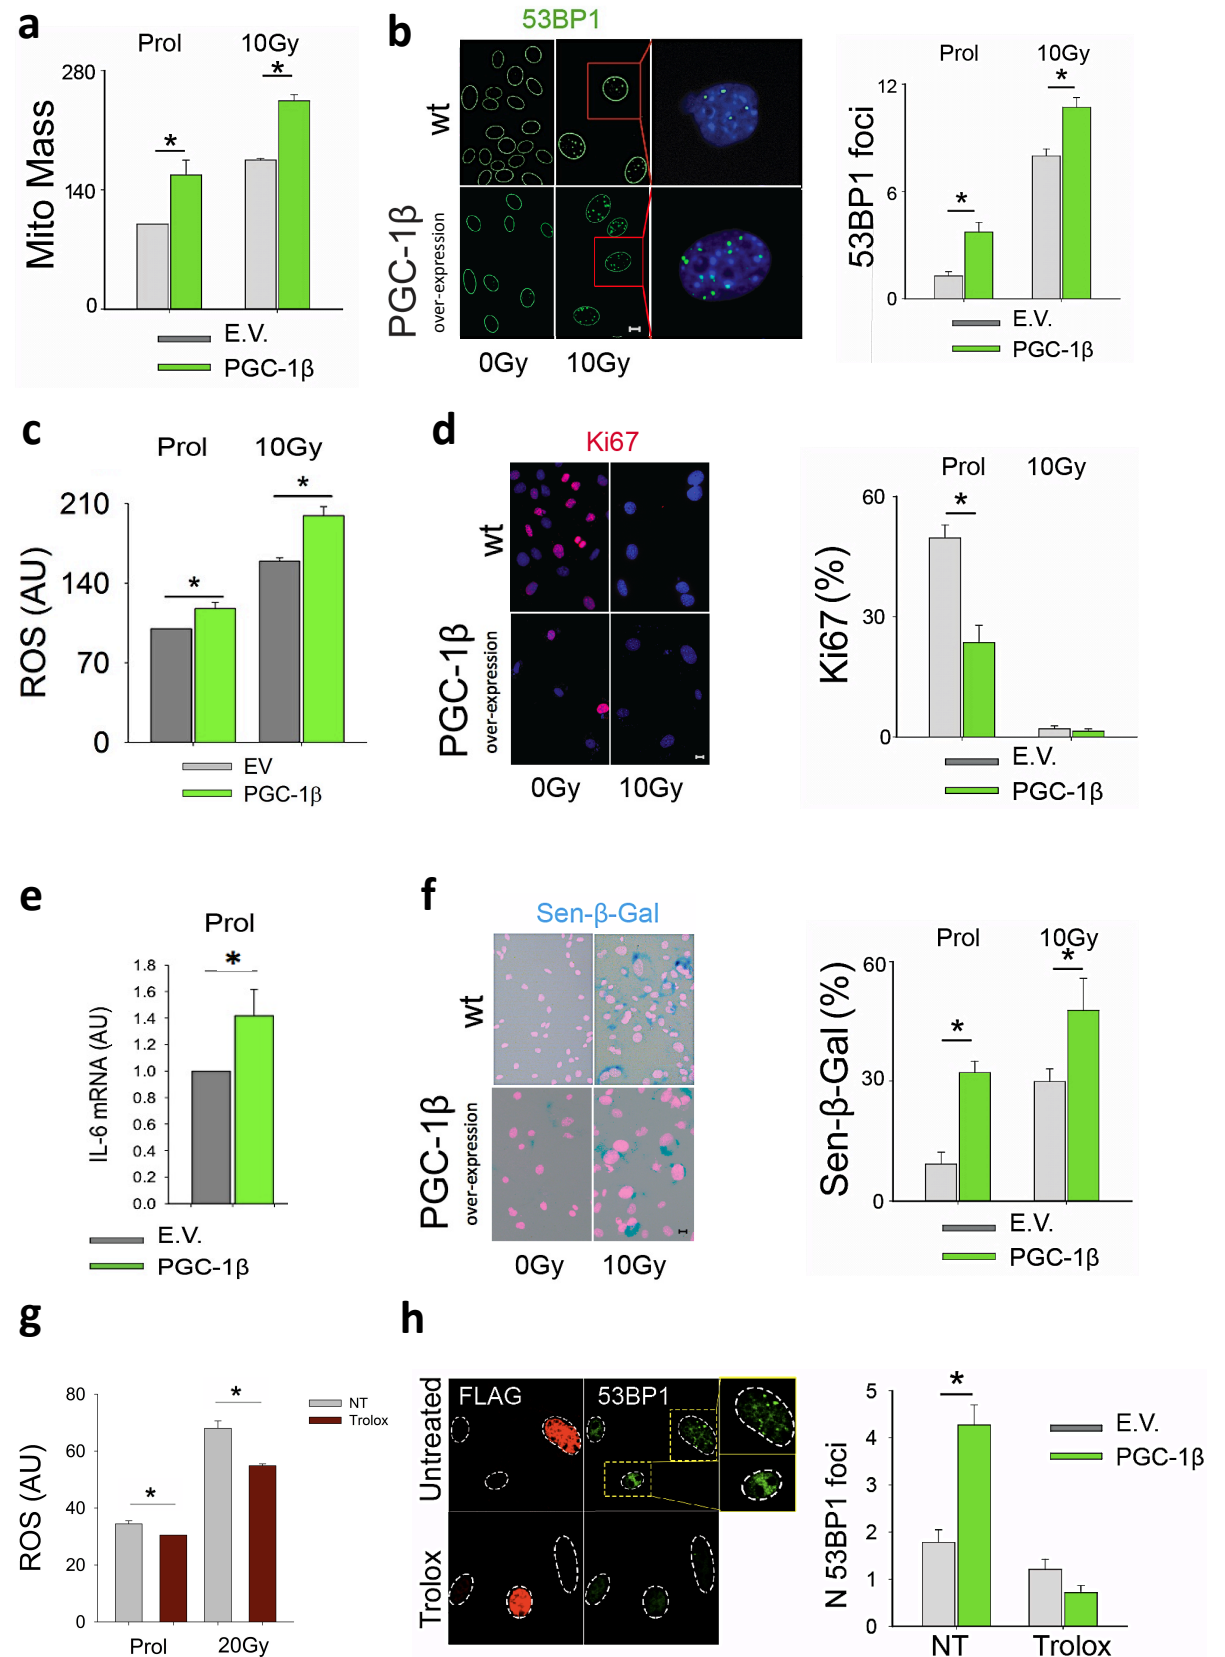 a
Prol
10Gy
*
*
280
140
0
Mito Mass
E.V.
PGC-1β
b
53BP1
wt
PGC-1β
over-expression
0Gy
10Gy
Prol
10Gy
*
*
12
6
0
53BP1 foci
E.V.
PGC-1β
c
Prol
10Gy
*
*
210
140
70
0
ROS (AU)
EV
PGC-1β
d
Ki67
wt
PGC-1β
over-expression
0Gy
10Gy
Prol
10Gy
*
60
30
0
Ki67 (%)
E.V.
PGC-1β
e
Prol
*
1.8
1.6
1.4
1.2
1.0
0.8
0.6
0.4
0.2
0.0
IL-6 mRNA (AU)
E.V.
PGC-1β
f
Sen-β-Gal
wt
PGC-1β
over-expression
0Gy
10Gy
Prol
10Gy
*
*
60
30
0
Sen-β-Gal (%)
E.V.
PGC-1β
g
80
60
40
20
0
ROS (AU)
*
*
NT
Trolox
Prol
20Gy
h
Untreated
Trolox
FLAG
53BP1
*
5
4
3
2
1
0
N 53BP1 foci
E.V.
PGC-1β
NT
Trolox